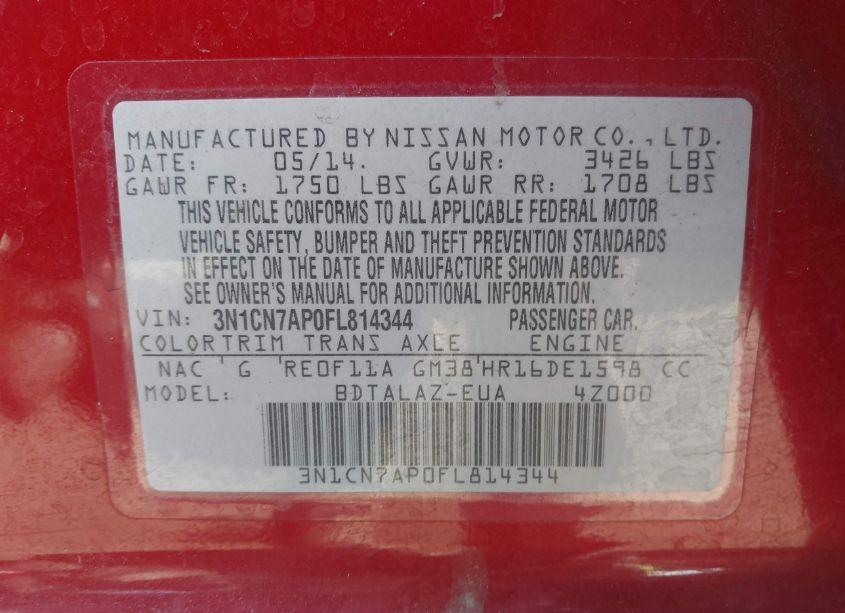 MANUFACTURED BY NISSAN MOTOR CO., LTD.
DATE: 05/14. GVWR: 3426 LBS
GAWR FR: 1750 LBS GAWR RR: 1708 LBS
THIS VEHICLE CONFORMS TO ALL APPLICABLE FEDERAL MOTOR
VEHICLE SAFETY, BUMPER AND THEFT PREVENTION STANDARDS
IN EFFECT ON THE DATE OF MANUFACTURE SHOWN ABOVE.
SEE OWNER'S MANUAL FOR ADDITIONAL INFORMATION.
VIN: 3N1CN7AP0FL814344 PASSENGER CAR.
COLORTRIM TRANS AXLE ENGINE
NAC ' G 'RE0F11A GM38'HR16DE1598 CC
MODEL: BDTALAZ-EUA 4Z000
3N1CN7AP0FL814344